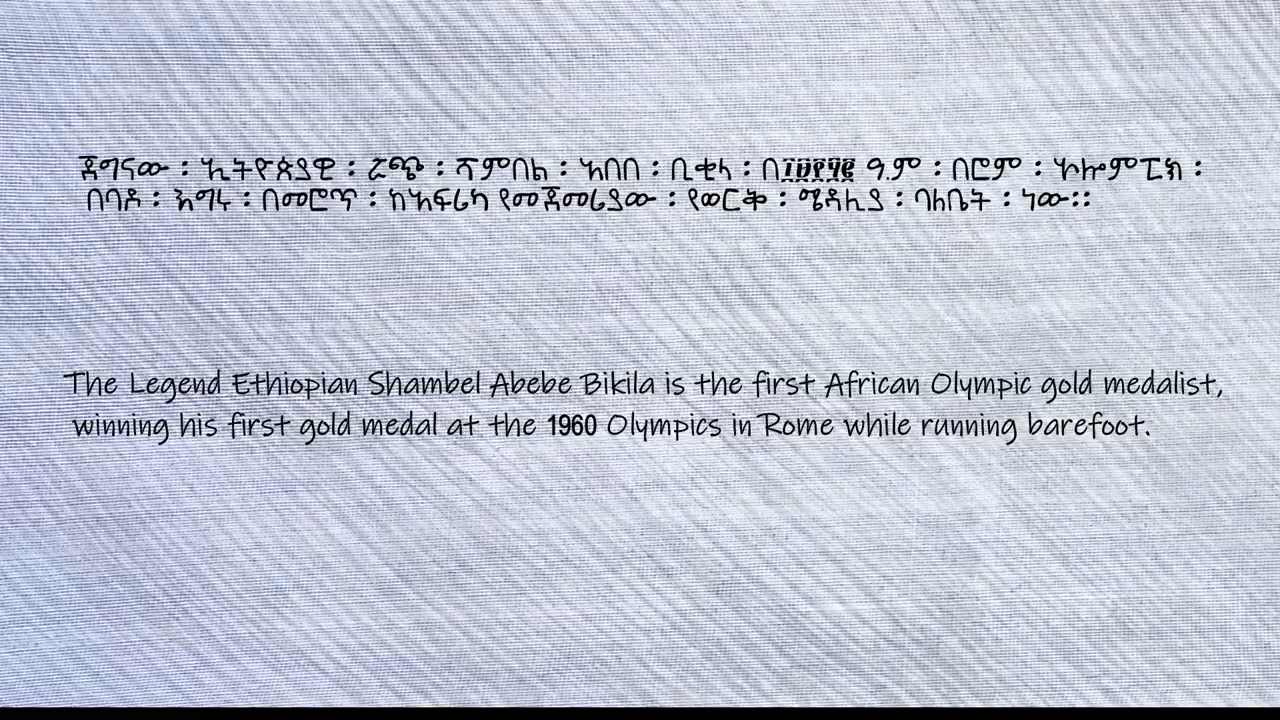 ጀግናው : ኢትዮጵያዊ : ሯጭ : ሻምበል : አበበ : ቢቂላ : በ፲፱፻፶፪ ዓ.ም : በሮም : ኦሎምፒክ :
በባዶ : እግሩ : በመሮጥ : ከአፍሪካ የመጀመሪያው : የወርቅ : ሜዳሊያ : ባለቤት : ነው::
The Legend Ethiopian Shambel Abebe Bikila is the first African Olympic gold medalist,
winning his first gold medal at the 1960 Olympics in Rome while running barefoot.